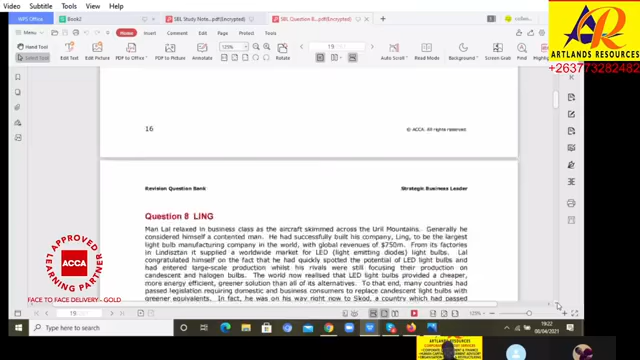 WPS Office
Book2
SBL Study Note...pdf(Encrypted)
SBL Question B...pdf(Encrypted)
ARTLANDS RESOURCES
+263773282482
Menu
Home
Insert
Comment
Edit
Page
Protect
Tools
Hand Tool
Select Tool
Edit Text
Edit Picture
PDF to Office
PDF to Picture
125%
19
Rotate
Auto Scroll
Read Mode
Background
Screen Grab
Find
Highlight
16
© ACCA. All rights reserved.
Revision Question Bank
Strategic Business Leader
Question 8 LING
Man Lal relaxed in business class as the aircraft skimmed across the Uril Mountains. Generally he
considered himself a contented man. He had successfully built his company, Ling, to be the largest
light bulb manufacturing company in the world, with global revenues of $750m. From its factories
in Lindisztan it supplied a worldwide market for LED (light emitting diode) light bulbs. Lal
congratulated himself on the fact that he had quickly spotted the potential of LED light bulbs and
had entered large-scale production whilst his rivals were still focusing their production on
candescent and halogen bulbs. The world now realised that LED light bulbs provided a cheaper,
more energy efficient, greener solution than all of its alternatives. To that end, many countries had
passed legislation requiring domestic and business consumers to replace candescent light bulbs with
greener equivalents. In fact, he was on his way right now to Skod, a country which had passed
APPROVED LEARNING PARTNER
ACCA
FACE TO FACE DELIVERY - GOLD
19
125%
Type here to search
19:22
08/04/2021
ARTLANDS RESOURCES